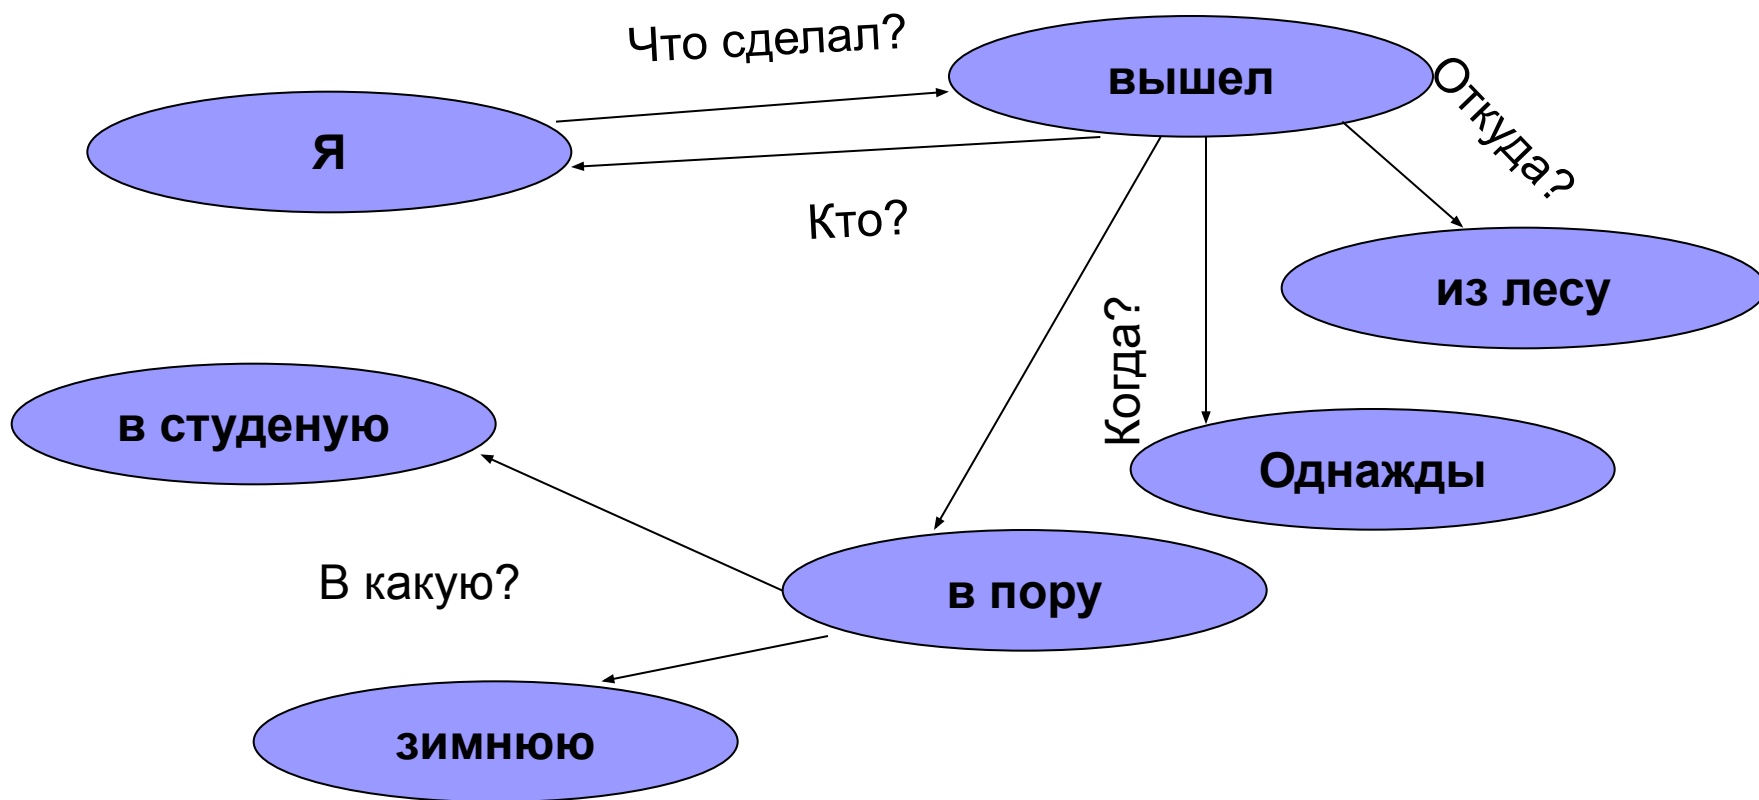 Что сделал?
вышел
Откуда?
Я
Кто?
из лесу
Когда?
в студеную
Однажды
В какую?
в пору
зимнюю